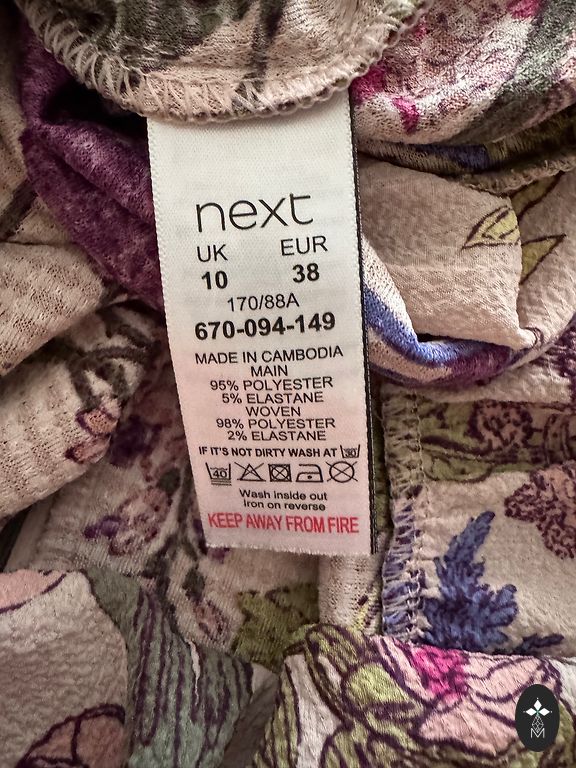 next
UK EUR
10 38
170/88A
670-094-149
MADE IN CAMBODIA
MAIN
95% POLYESTER
5% ELASTANE
WOVEN
98% POLYESTER
2% ELASTANE
IF IT'S NOT DIRTY WASH AT 30
40
Wash inside out
iron on reverse
KEEP AWAY FROM FIRE
M